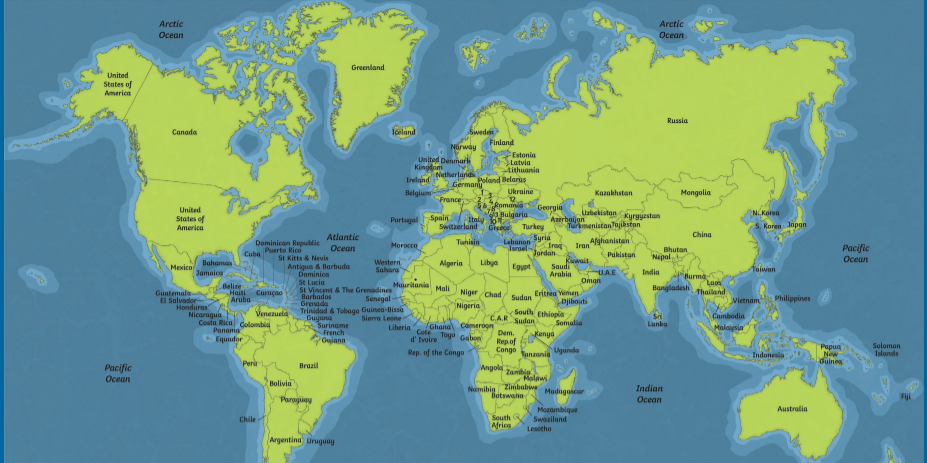 Arctic
Ocean
Arctic
Ocean
Greenland
United
States of
America
Canada
Iceland
Russia
Sweden
Finland
Norway
Estonia
Latvia
Lithuania
United
Kingdom
Denmark
Netherlands
Ireland
Belgium
Germany
Poland
Belarus
Ukraine
France
Romania
Kazakhstan
Mongolia
United
States of
America
Portugal
Spain
Italy
Switzerland
Bulgaria
Greece
Turkey
Georgia
Azerbaijan
Uzbekistan
Turkmenistan
Kyrgyzstan
Tajikistan
N. Korea
S. Korea
Japan
China
Atlantic
Ocean
Pacific
Ocean
Morocco
Tunisia
Lebanon
Israel
Syria
Iraq
Jordan
Iran
Afghanistan
Pakistan
Kuwait
Bhutan
Nepal
Dominican Republic
Puerto Rico
St Kitts & Nevis
Antigua & Barbuda
Dominica
St Lucia
St Vincent & The Grenadines
Barbados
Grenada
Trinidad & Tobago
Guyana
Suriname
French
Guiana
Cuba
Bahamas
Jamaica
Mexico
Belize
Haiti
Aruba
Curaçao
Guatemala
El Salvador
Honduras
Nicaragua
Costa Rica
Panama
Equador
Venezuela
Colombia
Western
Sahara
Algeria
Libya
Egypt
Saudi
Arabia
U.A.E
Oman
India
Bangladesh
Burma
Laos
Thailand
Taiwan
Vietnam
Philippines
Cambodia
Malaysia
Sri
Lanka
Mauritania
Mali
Niger
Chad
Sudan
Eritrea
Yemen
Djibouti
Senegal
Guinea-Bissa
Sierra Leone
Liberia
Cote
d' Ivoire
Ghana
Togo
Nigeria
Cameroon
C.A.R
South
Sudan
Ethiopia
Somalia
Gabon
Rep. of the Congo
Dem.
Rep.of
Congo
Kenya
Uganda
Tanzania
Indonesia
Papua
New
Guinea
Solomon
Islands
Fiji
Peru
Brazil
Bolivia
Paraguay
Chile
Argentina
Uruguay
Pacific
Ocean
Angola
Zambia
Malawi
Namibia
Zimbabwe
Botswana
Madagascar
Mozambique
Swaziland
Lesotho
South
Africa
Indian
Ocean
Australia